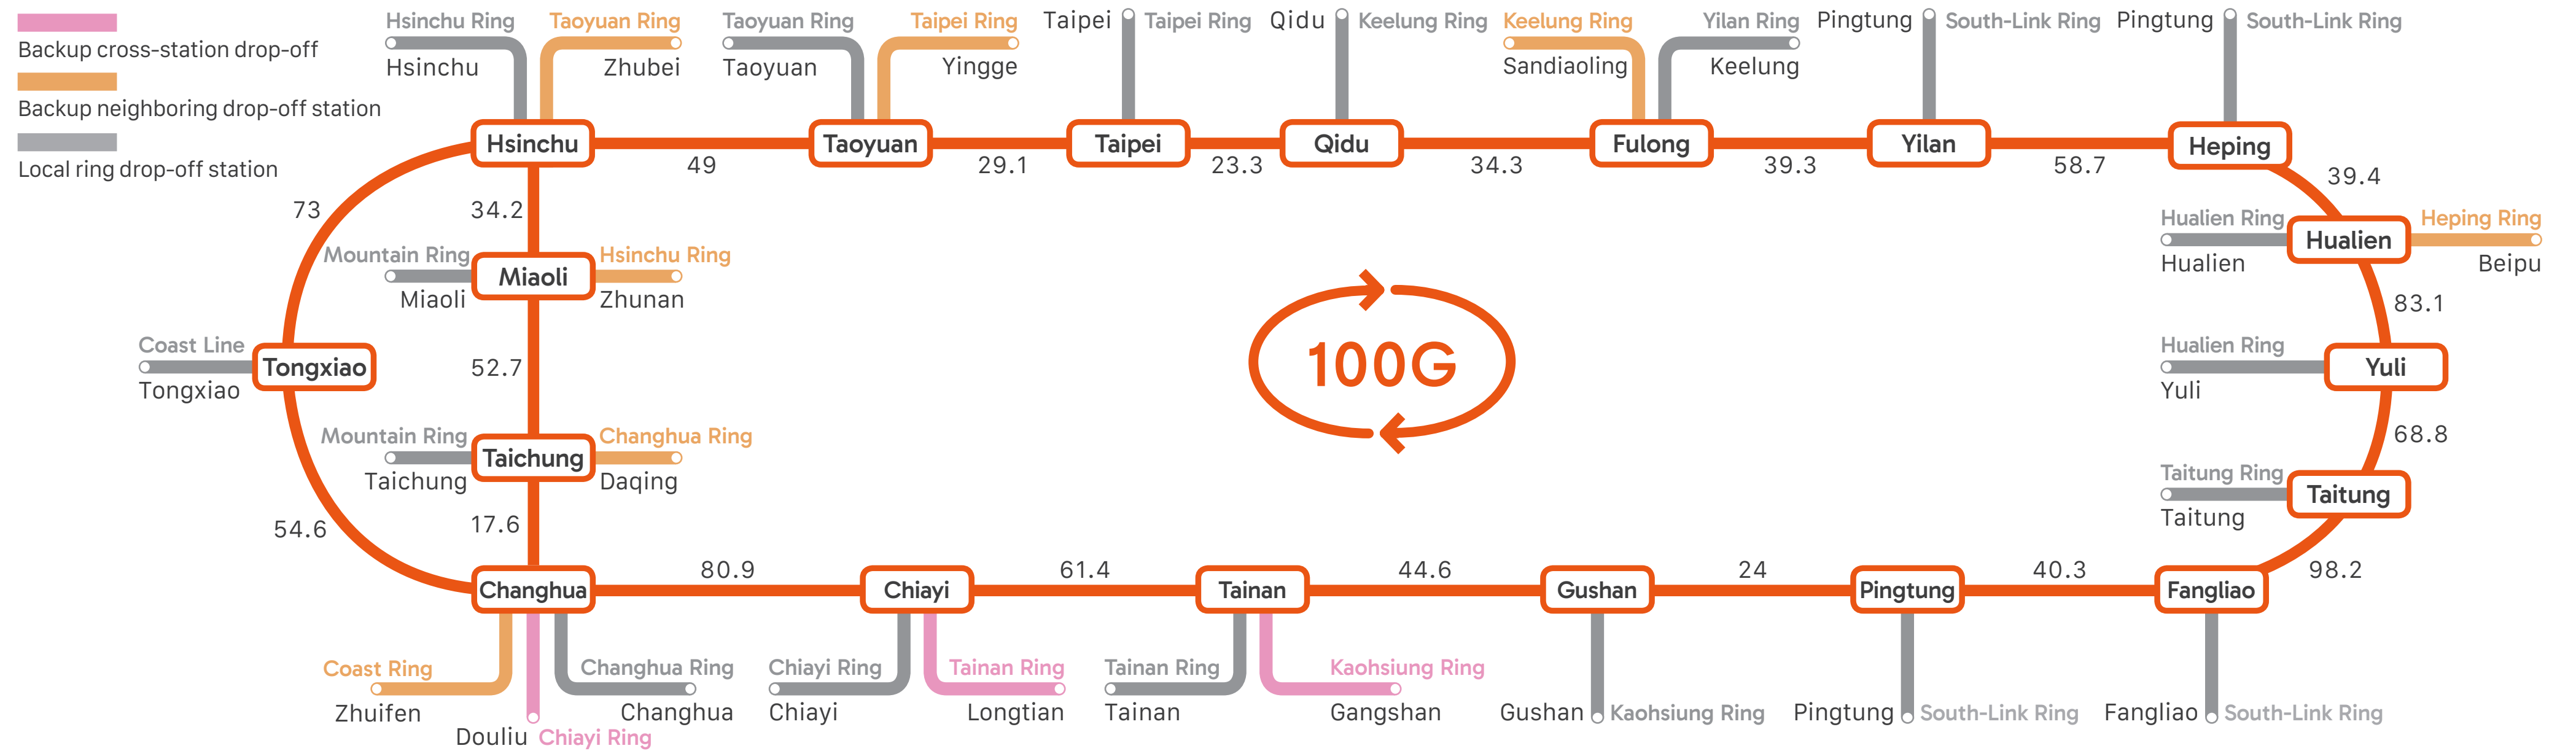 Backup cross-station drop-off
Backup neighboring drop-off station
Local ring drop-off station
Hsinchu Ring
Hsinchu
Taoyuan Ring
Zhubei
Taoyuan Ring
Taoyuan
Taipei Ring
Yingge
Taipei
Taipei Ring
Qidu
Keelung Ring
Keelung Ring
Sandiaoling
Yilan Ring
Keelung
Pingtung
South-Link Ring
Pingtung
South-Link Ring
Hsinchu
49
Taoyuan
29.1
Taipei
23.3
Qidu
34.3
Fulong
39.3
Yilan
58.7
Heping
39.4
73
34.2
Mountain Ring
Miaoli
Miaoli
Hsinchu Ring
Zhunan
Hualien Ring
Hualien
Hualien
Heping Ring
Beipu
83.1
Coast Line
Tongxiao
Tongxiao
52.7
100G
Hualien Ring
Yuli
Yuli
68.8
Mountain Ring
Taichung
Taichung
Changhua Ring
Daqing
Taitung Ring
Taitung
Taitung
54.6
17.6
98.2
Changhua
80.9
Chiayi
61.4
Tainan
44.6
Gushan
24
Pingtung
40.3
Fangliao
Coast Ring
Zhuifen
Douliu
Chiayi Ring
Changhua Ring
Changhua
Chiayi Ring
Chiayi
Tainan Ring
Longtian
Tainan Ring
Tainan
Kaohsiung Ring
Gangshan
Gushan
Kaohsiung Ring
Pingtung
South-Link Ring
Fangliao
South-Link Ring